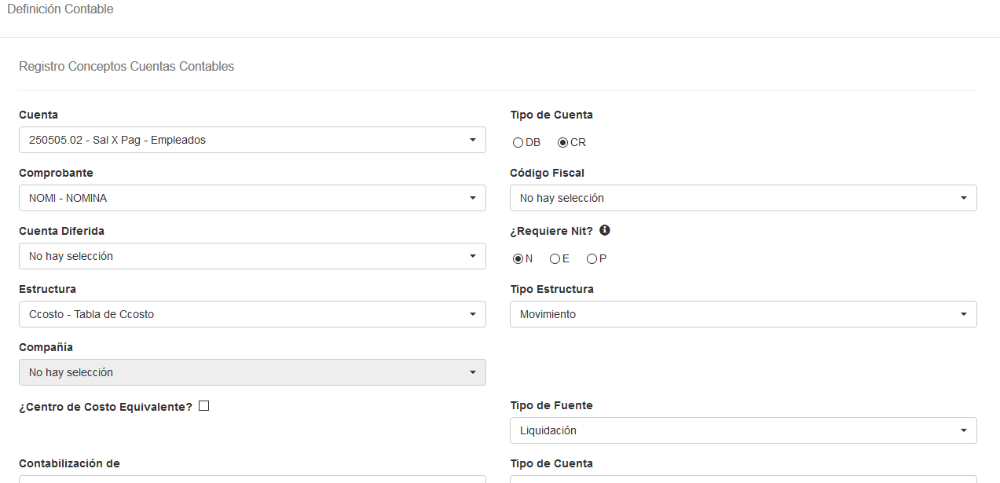 Definición Contable
Registro Conceptos Cuentas Contables
Cuenta
Tipo de Cuenta
250505.02 - Sal X Pag - Empleados
DB CR
Comprobante
Código Fiscal
NOMI - NOMINA
No hay selección
Cuenta Diferida
¿Requiere Nit?
No hay selección
N E P
Estructura
Tipo Estructura
Ccosto - Tabla de Ccosto
Movimiento
Compañía
No hay selección
¿Centro de Costo Equivalente?
Tipo de Fuente
Liquidación
Contabilización de
Tipo de Cuenta